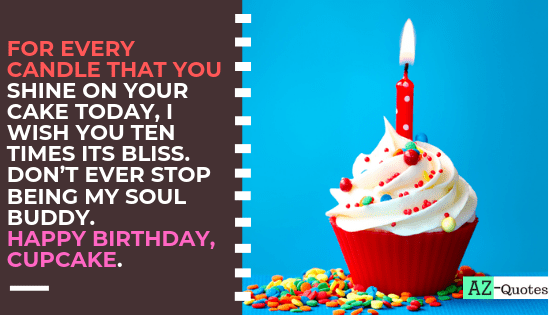 FOR EVERY
CANDLE THAT YOU
SHINE ON YOUR
CAKE TODAY, I
WISH YOU TEN
TIMES ITS BLISS.
DON'T EVER STOP
BEING MY SOUL
BUDDY.
HAPPY BIRTHDAY,
CUPCAKE.
AZ-Quotes